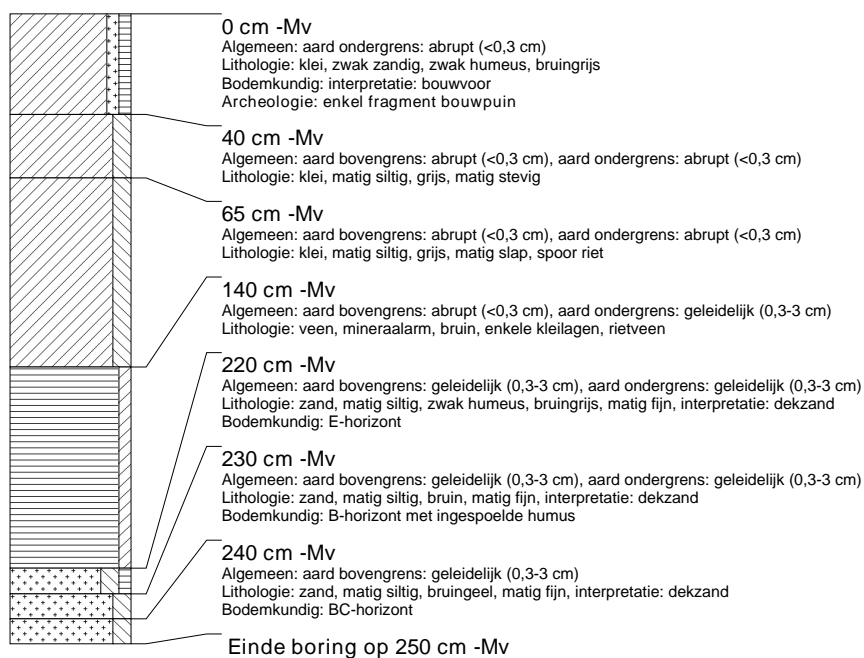 0 cm -Mv
Algemeen: aard ondergrens: abrupt (<0,3 cm)
Lithologie: klei, zwak zandig, zwak humeus, bruingrijs
Bodemkundig: interpretatie: bouwvoor
Archeologie: enkel fragment bouwpuin
40 cm -Mv
Algemeen: aard bovengrens: abrupt (<0,3 cm), aard ondergrens: abrupt (<0,3 cm)
Lithologie: klei, matig siltig, grijs, matig stevig
65 cm -Mv
Algemeen: aard bovengrens: abrupt (<0,3 cm), aard ondergrens: abrupt (<0,3 cm)
Lithologie: klei, matig siltig, grijs, matig slap, spoor riet
140 cm -Mv
Algemeen: aard bovengrens: abrupt (<0,3 cm), aard ondergrens: geleidelijk (0,3-3 cm)
Lithologie: veen, mineraalarm, bruin, enkele kleilagen, rietveen
220 cm -Mv
Algemeen: aard bovengrens: geleidelijk (0,3-3 cm), aard ondergrens: geleidelijk (0,3-3 cm)
Lithologie: zand, matig siltig, zwak humeus, bruingrijs, matig fijn, interpretatie: dekzand
Bodemkundig: E-horizont
230 cm -Mv
Algemeen: aard bovengrens: geleidelijk (0,3-3 cm), aard ondergrens: geleidelijk (0,3-3 cm)
Lithologie: zand, matig siltig, bruin, matig fijn, interpretatie: dekzand
Bodemkundig: B-horizont met ingespoelde humus
240 cm -Mv
Algemeen: aard bovengrens: geleidelijk (0,3-3 cm)
Lithologie: zand, matig siltig, bruingeel, matig fijn, interpretatie: dekzand
Bodemkundig: BC-horizont
Einde boring op 250 cm -Mv